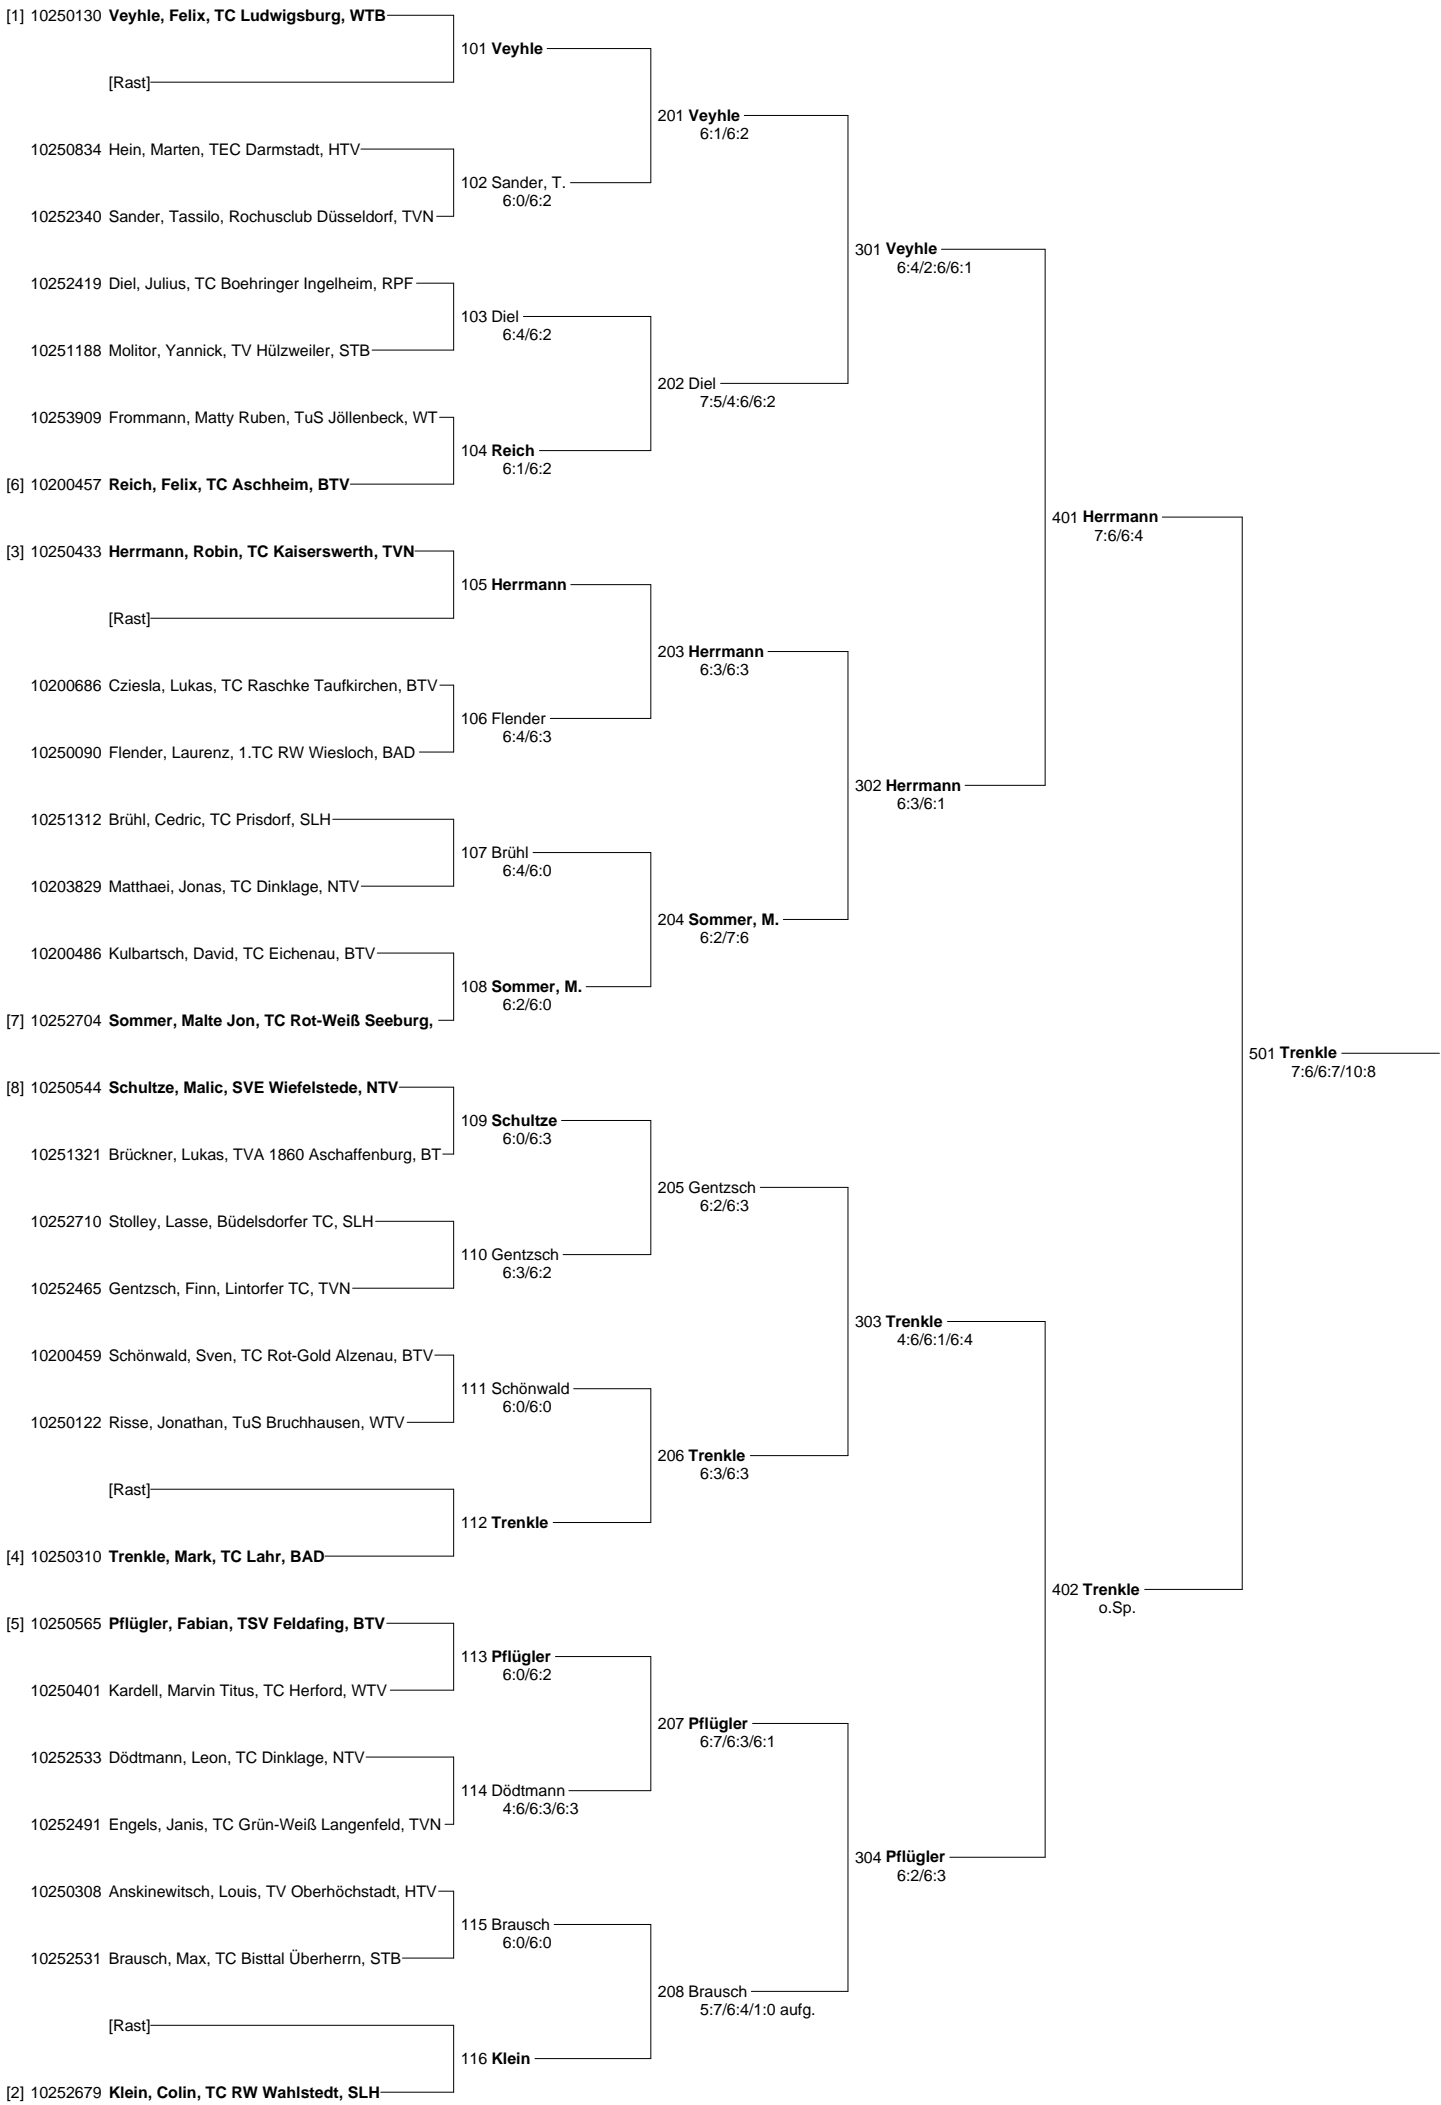 [1] 10250130 Veyhle, Felix, TC Ludwigsburg, WTB
101 Veyhle
[Rast]
201 Veyhle
6:1/6:2
10250834 Hein, Marten, TEC Darmstadt, HTV
102 Sander, T.
6:0/6:2
10252340 Sander, Tassilo, Rochusclub Düsseldorf, TVN
301 Veyhle
6:4/2:6/6:1
10252419 Diel, Julius, TC Boehringer Ingelheim, RPF
103 Diel
6:4/6:2
10251188 Molitor, Yannick, TV Hülzweiler, STB
202 Diel
7:5/4:6/6:2
10253909 Frommann, Matty Ruben, TuS Jöllenbeck, WT
104 Reich
6:1/6:2
[6] 10200457 Reich, Felix, TC Aschheim, BTV
401 Herrmann
7:6/6:4
[3] 10250433 Herrmann, Robin, TC Kaiserswerth, TVN
105 Herrmann
[Rast]
203 Herrmann
6:3/6:3
10200686 Cziesla, Lukas, TC Raschke Taufkirchen, BTV
106 Flender
6:4/6:3
10250090 Flender, Laurenz, 1.TC RW Wiesloch, BAD
302 Herrmann
6:3/6:1
10251312 Brühl, Cedric, TC Prisdorf, SLH
107 Brühl
6:4/6:0
10203829 Matthaei, Jonas, TC Dinklage, NTV
204 Sommer, M.
6:2/7:6
10200486 Kulbartsch, David, TC Eichenau, BTV
108 Sommer, M.
6:2/6:0
[7] 10252704 Sommer, Malte Jon, TC Rot-Weiß Seeburg,
501 Trenkle
7:6/6:7/10:8
[8] 10250544 Schultze, Malic, SVE Wiefelstede, NTV
109 Schultze
6:0/6:3
10251321 Brückner, Lukas, TVA 1860 Aschaffenburg, BT
205 Gentzsch
6:2/6:3
10252710 Stolley, Lasse, Büdelsdorfer TC, SLH
110 Gentzsch
6:3/6:2
10252465 Gentzsch, Finn, Lintorfer TC, TVN
303 Trenkle
4:6/6:1/6:4
10200459 Schönwald, Sven, TC Rot-Gold Alzenau, BTV
111 Schönwald
6:0/6:0
10250122 Risse, Jonathan, TuS Bruchhausen, WTV
206 Trenkle
6:3/6:3
[Rast]
112 Trenkle
[4] 10250310 Trenkle, Mark, TC Lahr, BAD
402 Trenkle
o.Sp.
[5] 10250565 Pflügler, Fabian, TSV Feldafing, BTV
113 Pflügler
6:0/6:2
10250401 Kardell, Marvin Titus, TC Herford, WTV
207 Pflügler
6:7/6:3/6:1
10252533 Dödtmann, Leon, TC Dinklage, NTV
114 Dödtmann
4:6/6:3/6:3
10252491 Engels, Janis, TC Grün-Weiß Langenfeld, TVN
304 Pflügler
6:2/6:3
10250308 Anskinewitsch, Louis, TV Oberhöchstadt, HTV
115 Brausch
6:0/6:0
10252531 Brausch, Max, TC Bisttal Überherrn, STB
208 Brausch
5:7/6:4/1:0 aufg.
[Rast]
116 Klein
[2] 10252679 Klein, Colin, TC RW Wahlstedt, SLH